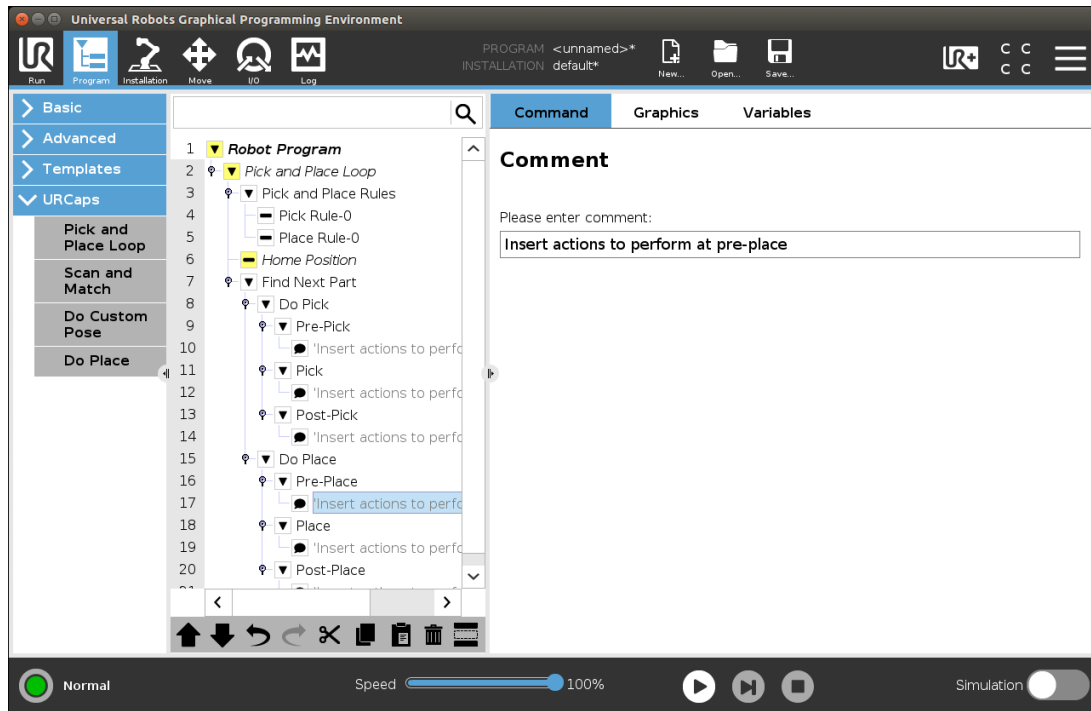 Universal Robots Graphical Programming Environment
PROGRAM <unnamed>*
INSTALLATION default*
Run
Program
Installation
Move
I/O
Log
New...
Open...
Save...
UR+
C C
C C
Basic
Advanced
Templates
URCaps
Pick and
Place Loop
Scan and
Match
Do Custom
Pose
Do Place
1 Robot Program
2 Pick and Place Loop
3 Pick and Place Rules
4 Pick Rule-0
5 Place Rule-0
6 Home Position
7 Find Next Part
8 Do Pick
9 Pre-Pick
10 'Insert actions to perfo
11 Pick
12 'Insert actions to perfo
13 Post-Pick
14 'Insert actions to perfo
15 Do Place
16 Pre-Place
17 'Insert actions to perfo
18 Place
19 'Insert actions to perfo
20 Post-Place
Command Graphics Variables
Comment
Please enter comment:
Insert actions to perform at pre-place
Normal
Speed 100%
Simulation